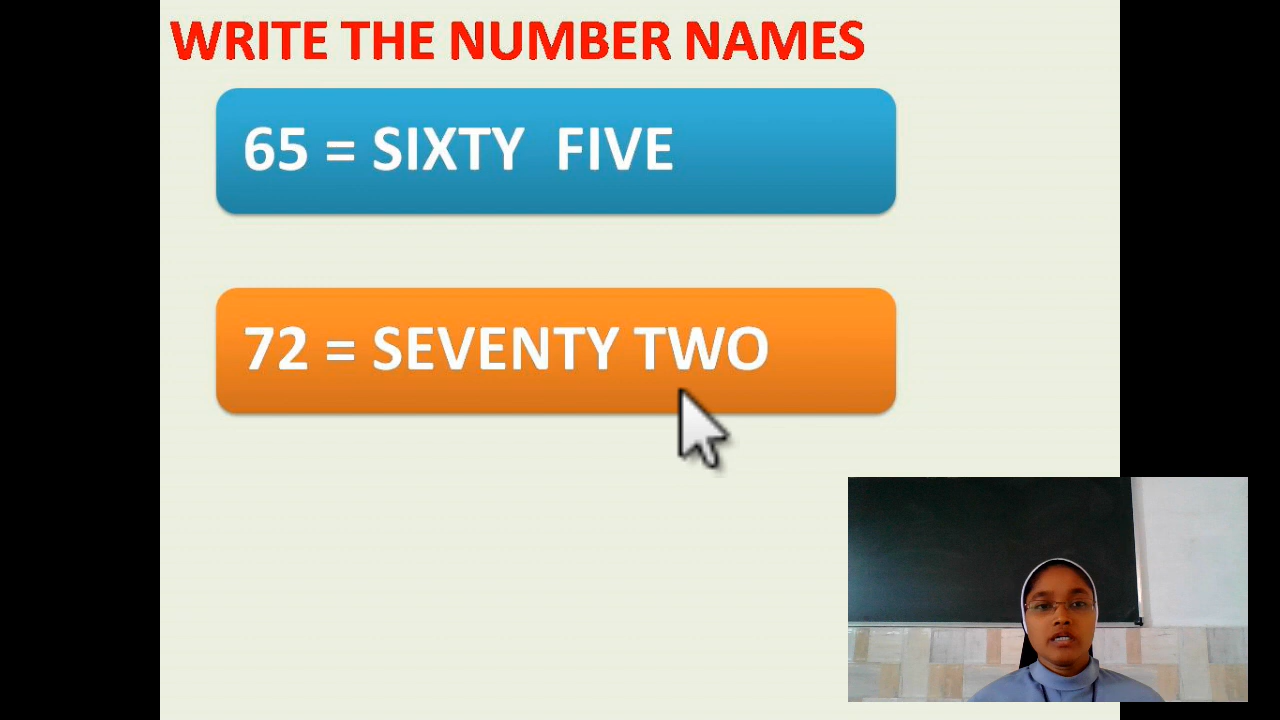 WRITE THE NUMBER NAMES
65 = SIXTY  FIVE
72 = SEVENTY TWO